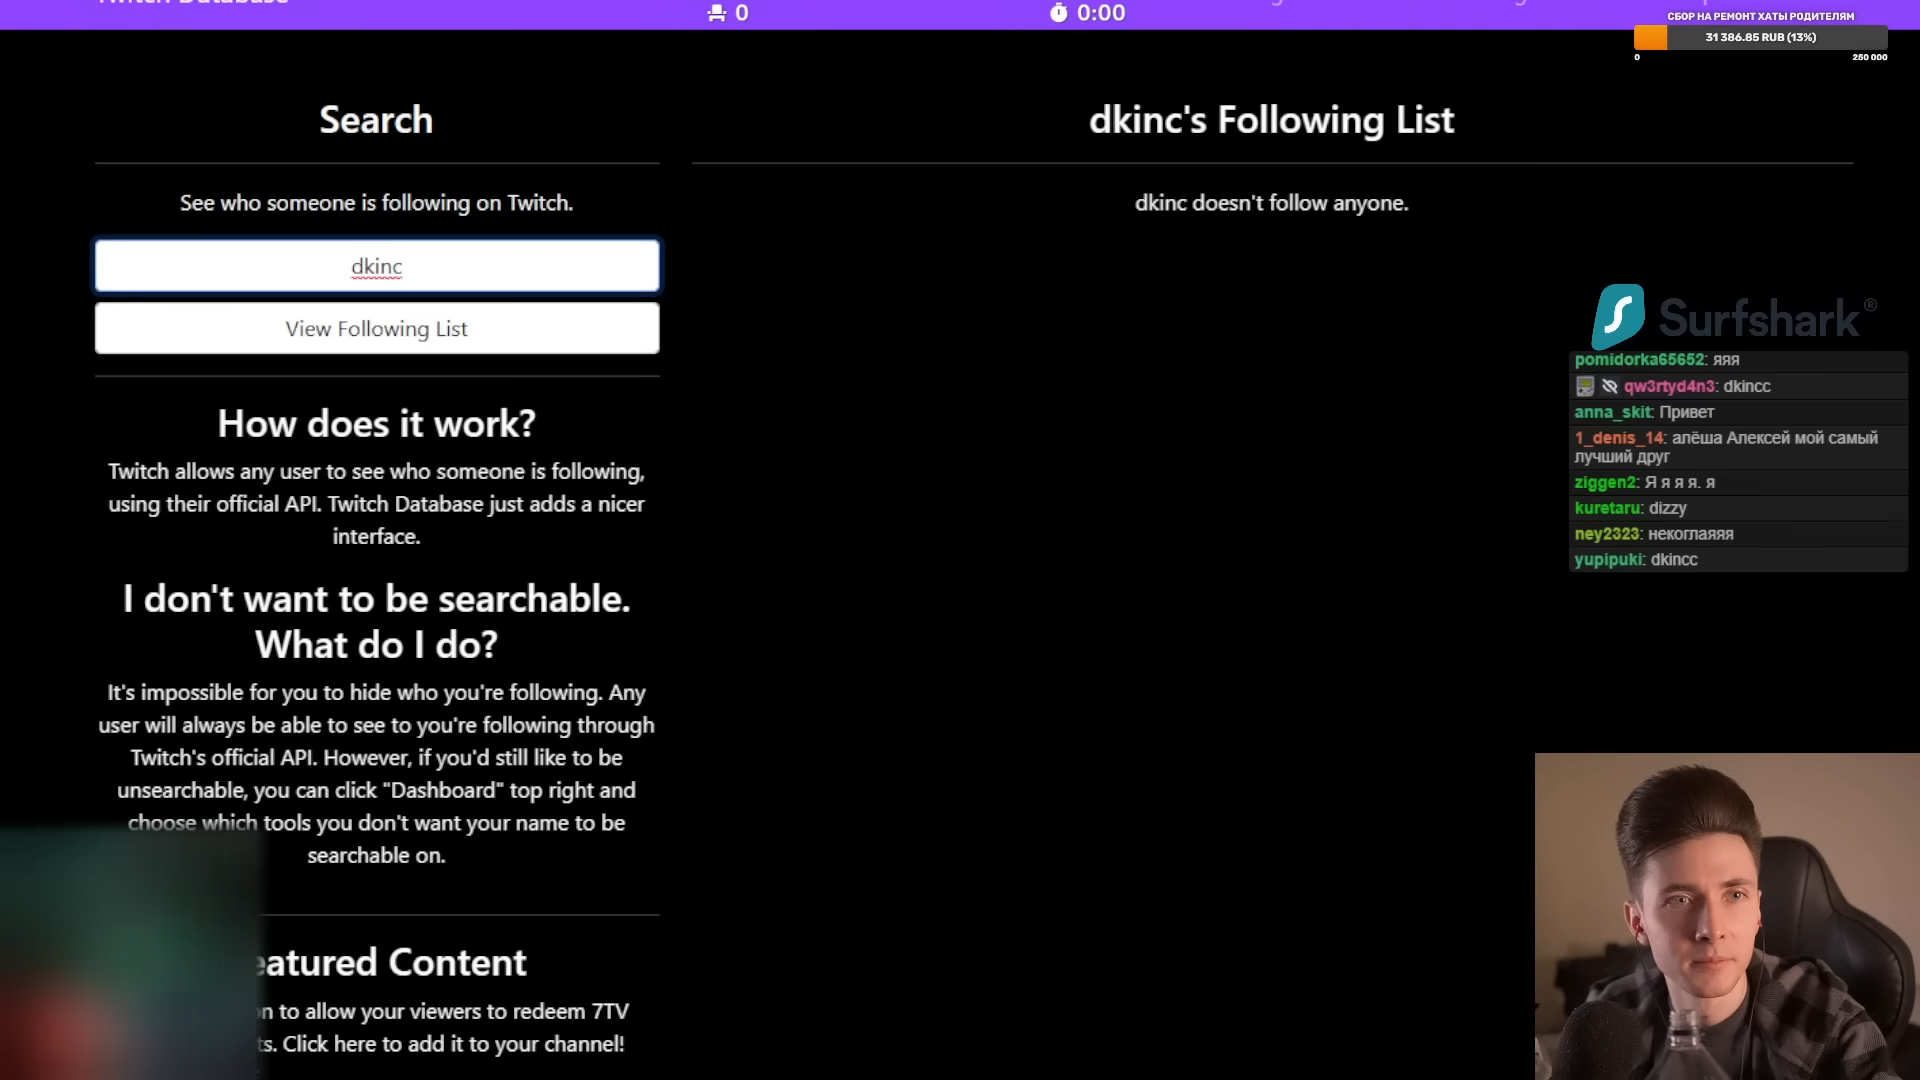 Twitch Database
0
0:00
СБОР НА РЕМОНТ ХАТЫ РОДИТЕЛЯМ
31 386.85 RUB (13%)
0
250 000
Search
See who someone is following on Twitch.
dkinc
View Following List
How does it work?
Twitch allows any user to see who someone is following,
using their official API. Twitch Database just adds a nicer
interface.
I don't want to be searchable.
What do I do?
It's impossible for you to hide who you're following. Any
user will always be able to see to you're following through
Twitch's official API. However, if you'd still like to be
unsearchable, you can click "Dashboard" top right and
choose which tools you don't want your name to be
searchable on.
eatured Content
on to allow your viewers to redeem 7TV
ts. Click here to add it to your channel!
dkinc's Following List
dkinc doesn't follow anyone.
Surfshark®
pomidorka65652: яяя
qw3rtyd4n3: dkincc
anna_skit: Привет
1_denis_14: алёша Алексей мой самый
лучший друг
ziggen2: Я я я я. я
kuretaru: dizzy
ney2323: некоглаяяя
yupipuki: dkincc